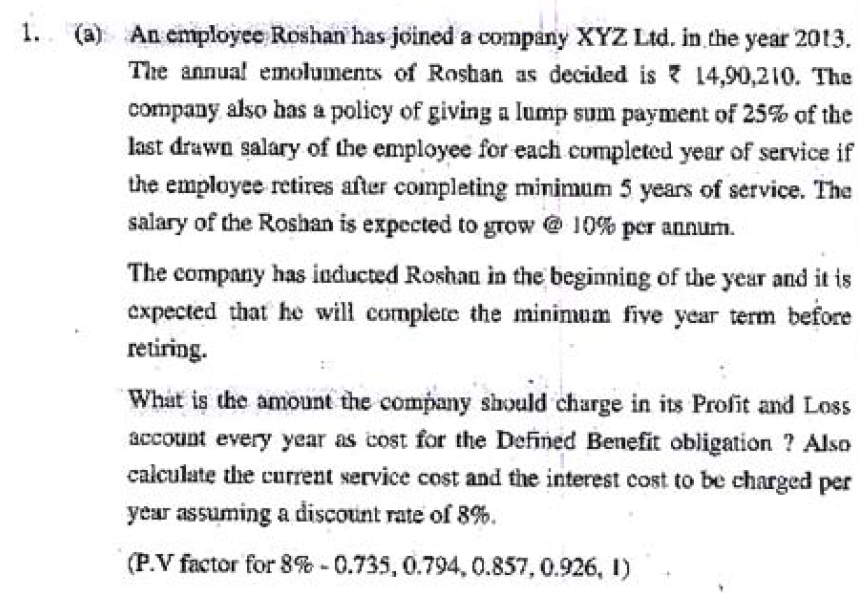 1. (a) An employee Roshan has joined a company XYZ Ltd. in the year 2013.
The annual emoluments of Roshan as decided is ₹ 14,90,210. The
company also has a policy of giving a lump sum payment of 25% of the
last drawn salary of the employee for each completed year of service if
the employee retires after completing minimum 5 years of service. The
salary of the Roshan is expected to grow @ 10% per annum.
The company has inducted Roshan in the beginning of the year and it is
expected that he will complete the minimum five year term before
retiring.
What is the amount the company should charge in its Profit and Loss
account every year as cost for the Defined Benefit obligation ? Also
calculate the current service cost and the interest cost to be charged per
year assuming a discount rate of 8%.
(P.V factor for 8% - 0.735, 0.794, 0.857, 0.926, 1)